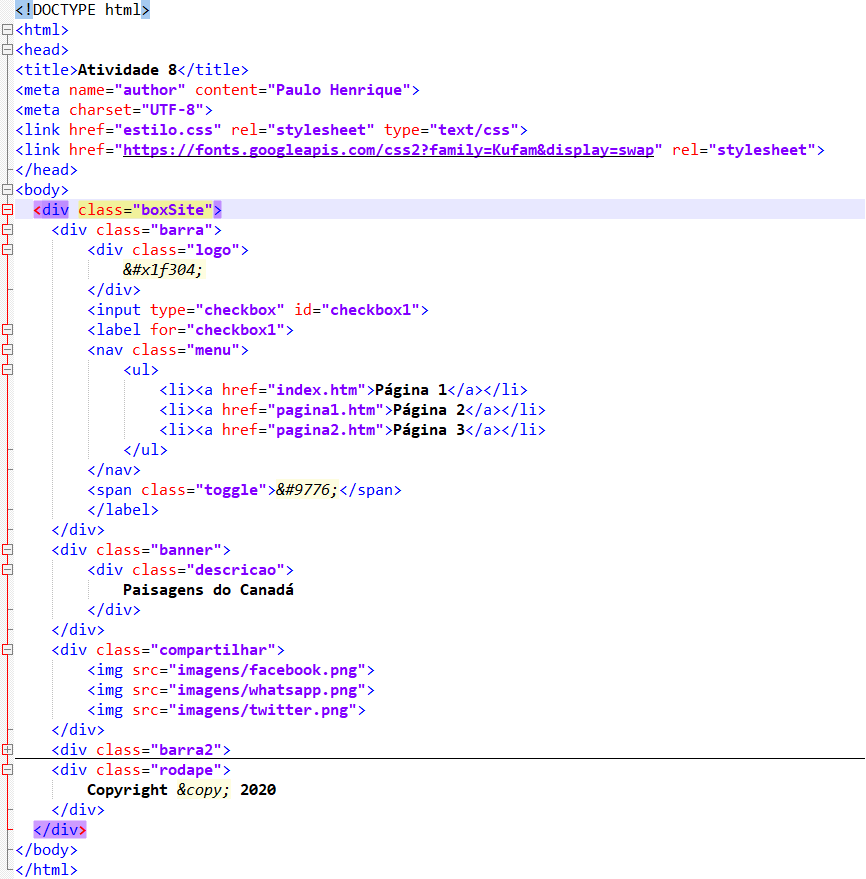 <!DOCTYPE html>
<html>
<head>
<title>Atividade 8</title>
<meta name="author" content="Paulo Henrique">
<meta charset="UTF-8">
<link href="estilo.css" rel="stylesheet" type="text/css">
<link href="https://fonts.googleapis.com/css2?family=Kufam&display=swap" rel="stylesheet">
</head>
<body>
<div class="boxSite">
<div class="barra">
<div class="logo">
&#x1f304;
</div>
<input type="checkbox" id="checkbox1">
<label for="checkbox1">
<nav class="menu">
<ul>
<li><a href="index.htm">Página 1</a></li>
<li><a href="pagina1.htm">Página 2</a></li>
<li><a href="pagina2.htm">Página 3</a></li>
</ul>
</nav>
<span class="toggle">&#9776;</span>
</label>
</div>
<div class="banner">
<div class="descricao">
Paisagens do Canadá
</div>
</div>
<div class="compartilhar">
<img src="imagens/facebook.png">
<img src="imagens/whatsapp.png">
<img src="imagens/twitter.png">
</div>
<div class="barra2">
<div class="rodape">
Copyright &copy; 2020
</div>
</div>
</body>
</html>